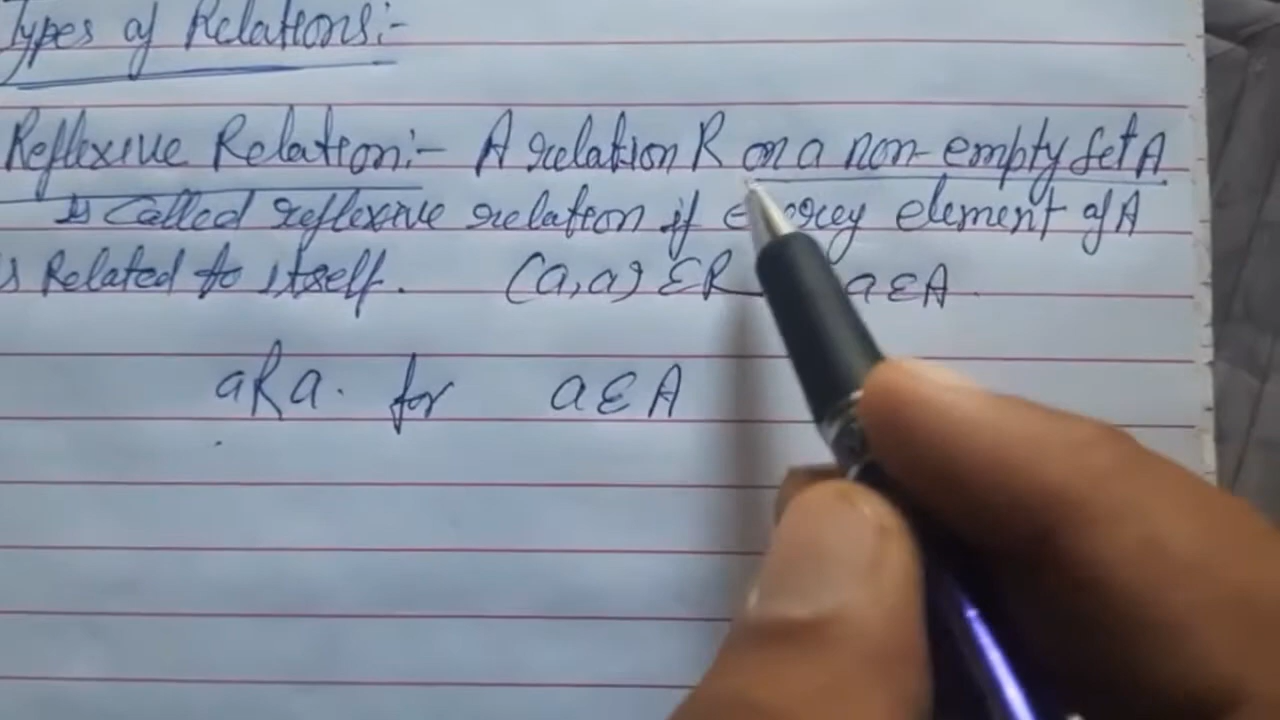 Types of Relations:-
Reflexive Relation:- A relation R on a non-empty set A
is called reflexive relation if every element of A
is Related to itself. (a,a) ∈ R a ∈ A
aRa. for a ∈ A